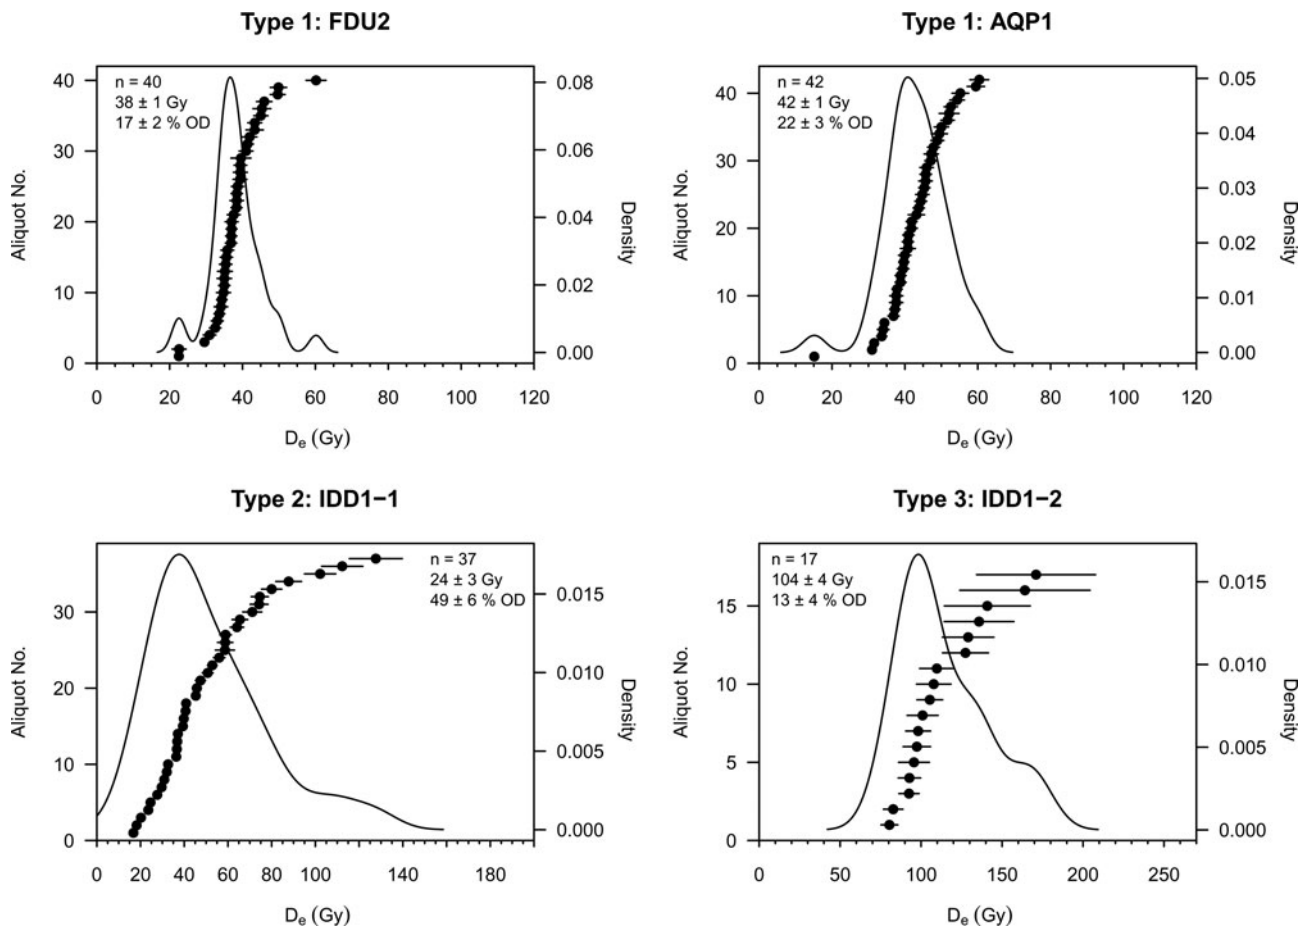 Type 1: FDU2
n = 40
38 ± 1 Gy
17 ± 2 % OD
Aliquot No.
40
30
20
10
0
Density
0.08
0.06
0.04
0.02
0.00
0 20 40 60 80 100 120
De (Gy)
Type 1: AQP1
n = 42
42 ± 1 Gy
22 ± 3 % OD
Aliquot No.
40
30
20
10
0
Density
0.05
0.04
0.03
0.02
0.01
0.00
0 20 40 60 80 100 120
De (Gy)
Type 2: IDD1−1
n = 37
24 ± 3 Gy
49 ± 6 % OD
Aliquot No.
30
20
10
0
Density
0.015
0.010
0.005
0.000
0 20 40 60 80 100 140 180
De (Gy)
Type 3: IDD1−2
n = 17
104 ± 4 Gy
13 ± 4 % OD
Aliquot No.
15
10
5
0
Density
0.015
0.010
0.005
0.000
0 50 100 150 200 250
De (Gy)